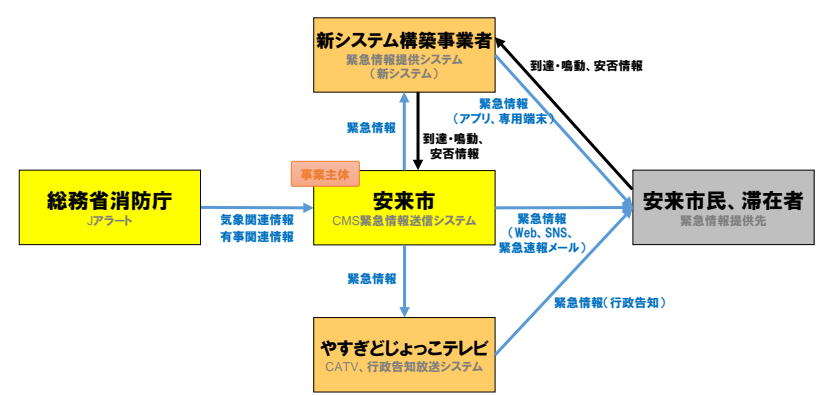 新システム構築事業者
緊急情報提供システム
（新システム）
到達・鳴動、安否情報
緊急情報
（アプリ、専用端末）
緊急情報
到達・鳴動、
安否情報
事業主体
総務省消防庁
Jアラート
気象関連情報
有事関連情報
安来市
CMS緊急情報送信システム
緊急情報
（Web、SNS、
緊急速報メール）
安来市民、滞在者
緊急情報提供先
緊急情報
緊急情報（行政告知）
やすぎどじょっこテレビ
CATV、行政告知放送システム